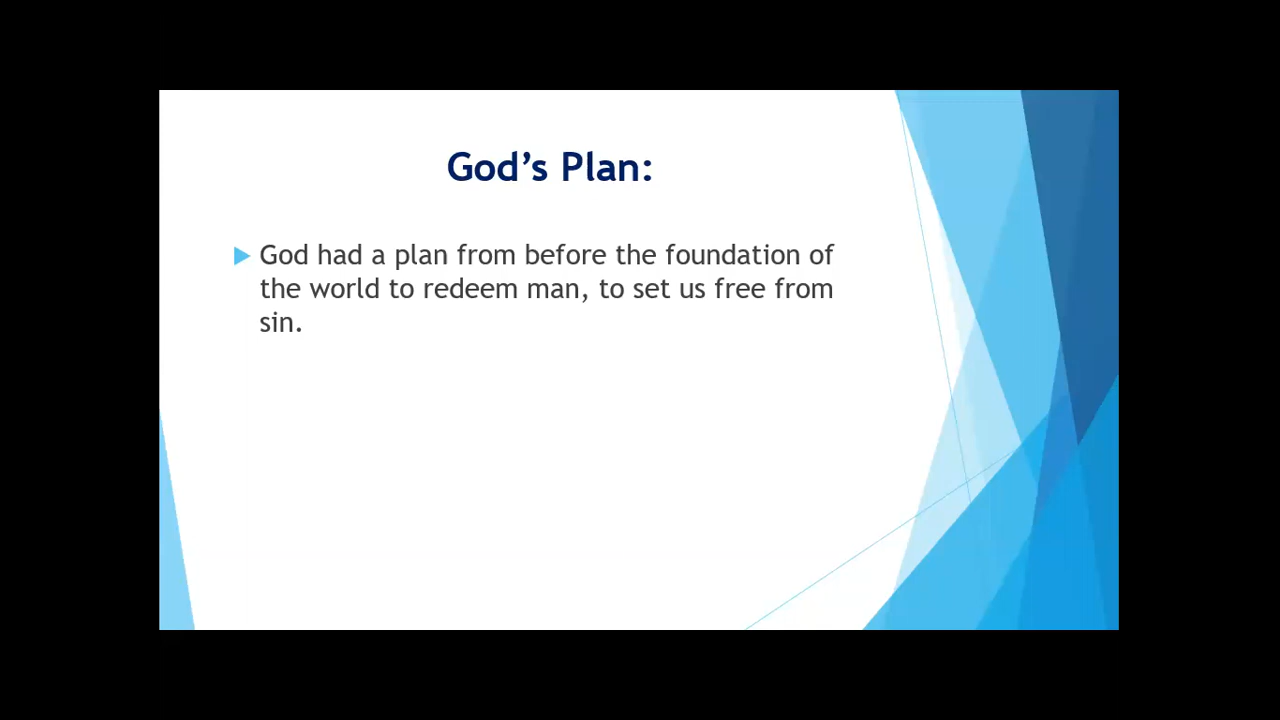 God’s Plan:
God had a plan from before the foundation of
the world to redeem man, to set us free from
sin.